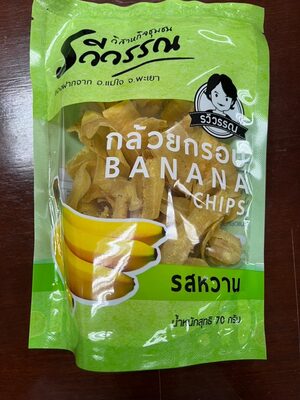 วิสาหกิจชุมชน
รวีวรรณ
อ.แม่ใจ จ.พะเยา
รวีวรรณ
กล้วยกรอบ
BANANA
CHIPS
รสหวาน
น้ำหนักสุทธิ 70 กรัม